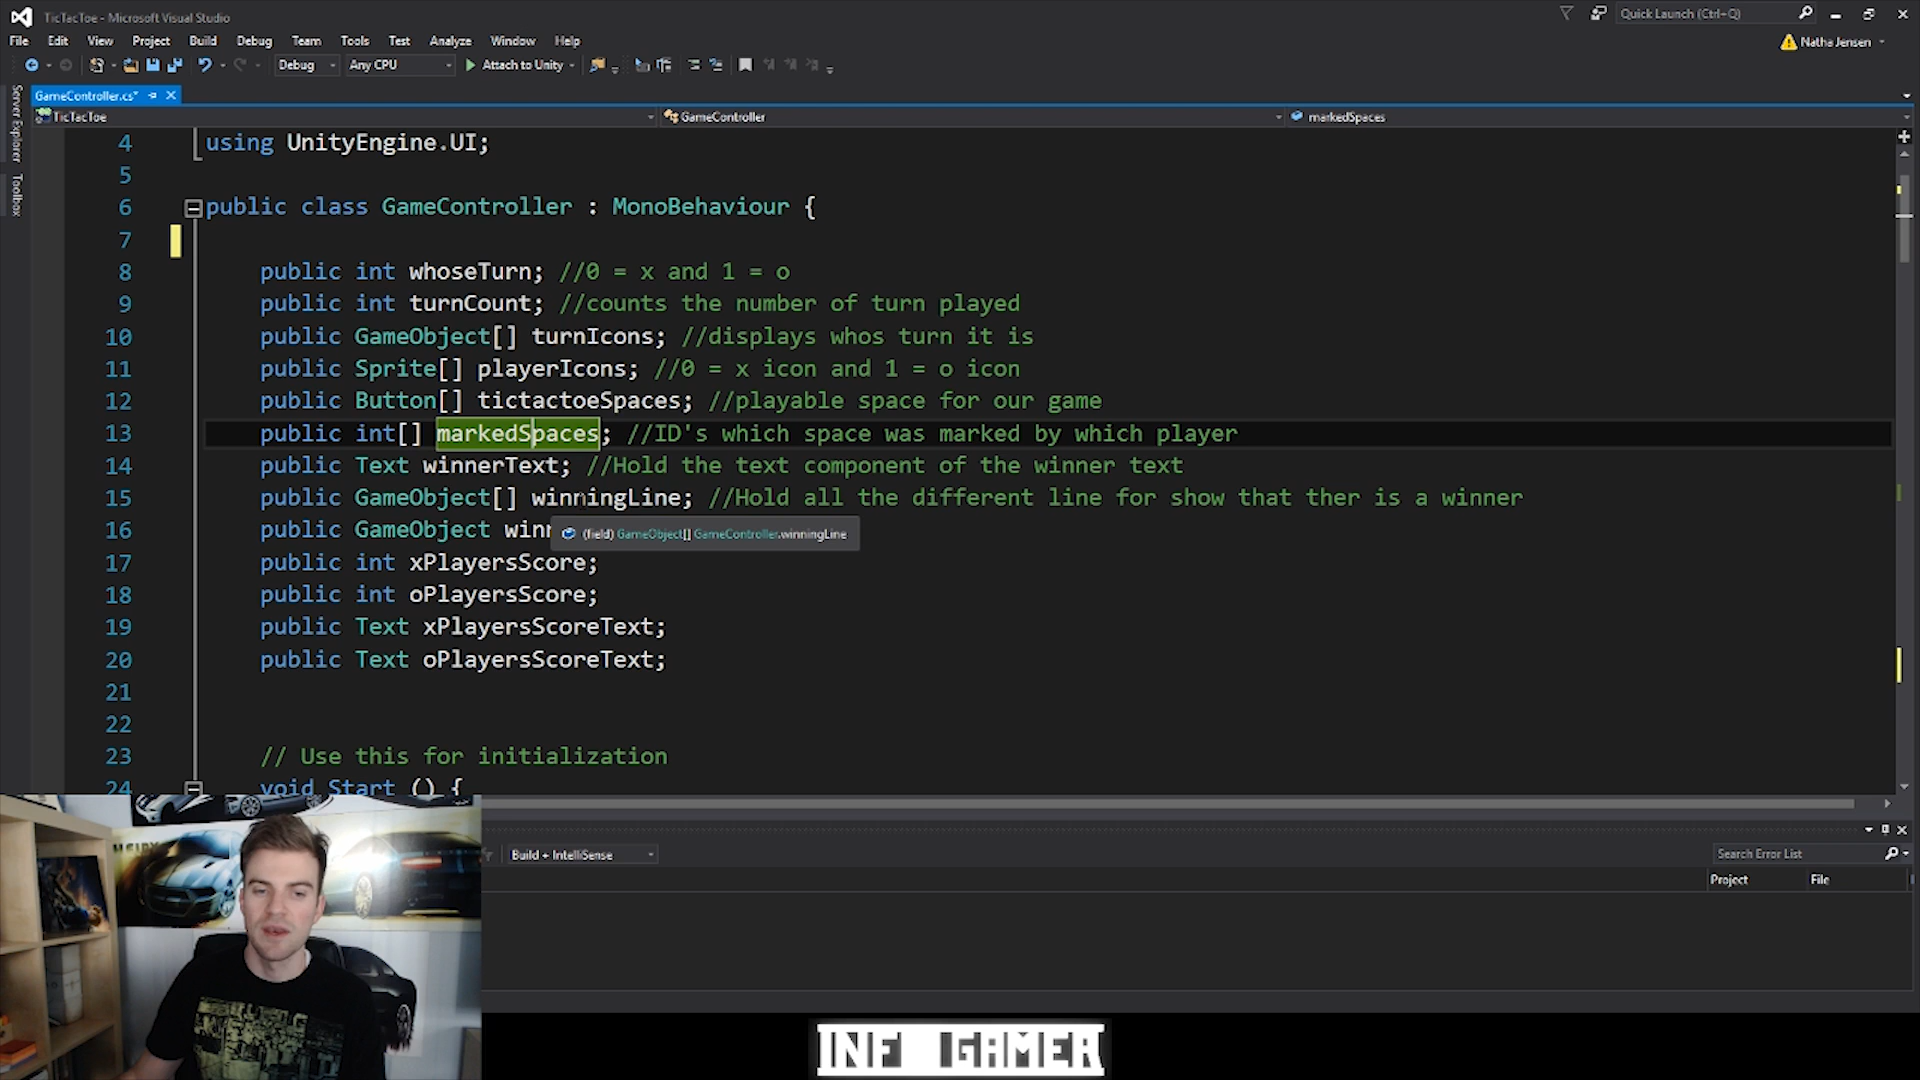 TicTacToe - Microsoft Visual Studio
Quick Launch (Ctrl+Q)
File Edit View Project Build Debug Team Tools Test Analyze Window Help
Natha Jensen
Debug Any CPU Attach to Unity
Server Explorer
Toolbox
GameController.cs*
TicTacToe GameController markedSpaces
4 using UnityEngine.UI;
5
6 public class GameController : MonoBehaviour {
7
8 public int whoseTurn; //0 = x and 1 = o
9 public int turnCount; //counts the number of turn played
10 public GameObject[] turnIcons; //displays whos turn it is
11 public Sprite[] playerIcons; //0 = x icon and 1 = o icon
12 public Button[] tictactoeSpaces; //playable space for our game
13 public int[] markedSpaces; //ID's which space was marked by which player
14 public Text winnerText; //Hold the text component of the winner text
15 public GameObject[] winningLine; //Hold all the different line for show that ther is a winner
16 public GameObject winn
(field) GameObject[] GameController.winningLine
17 public int xPlayersScore;
18 public int oPlayersScore;
19 public Text xPlayersScoreText;
20 public Text oPlayersScoreText;
21
22
23 // Use this for initialization
24 void Start () {
Build + IntelliSense
Search Error List
Project File
INF GAMER